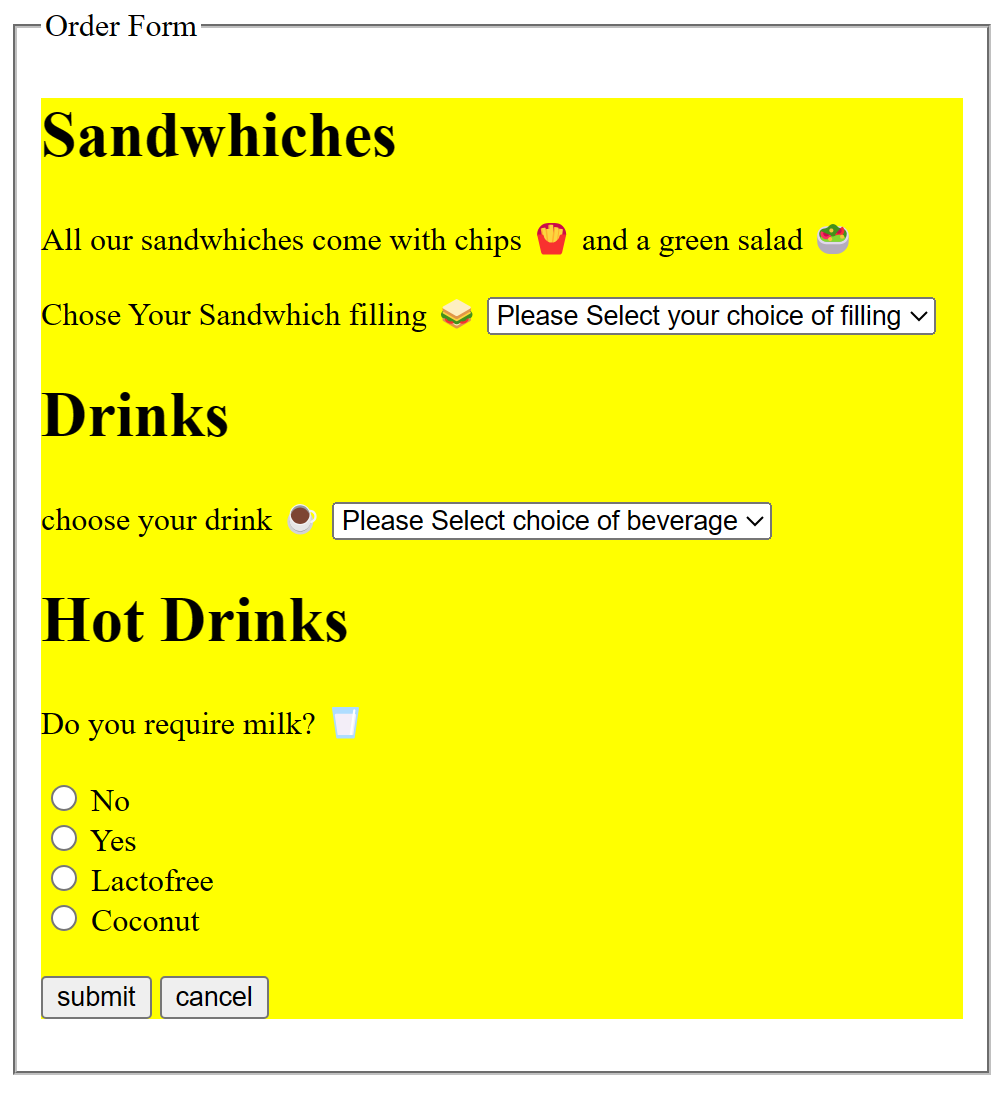 Order Form
Sandwhiches
All our sandwhiches come with chips 🍟 and a green salad 🥗
Chose Your Sandwhich filling 🥪 Please Select your choice of filling
Drinks
choose your drink ☕ Please Select choice of beverage
Hot Drinks
Do you require milk? 🥛
No
Yes
Lactofree
Coconut
submit cancel